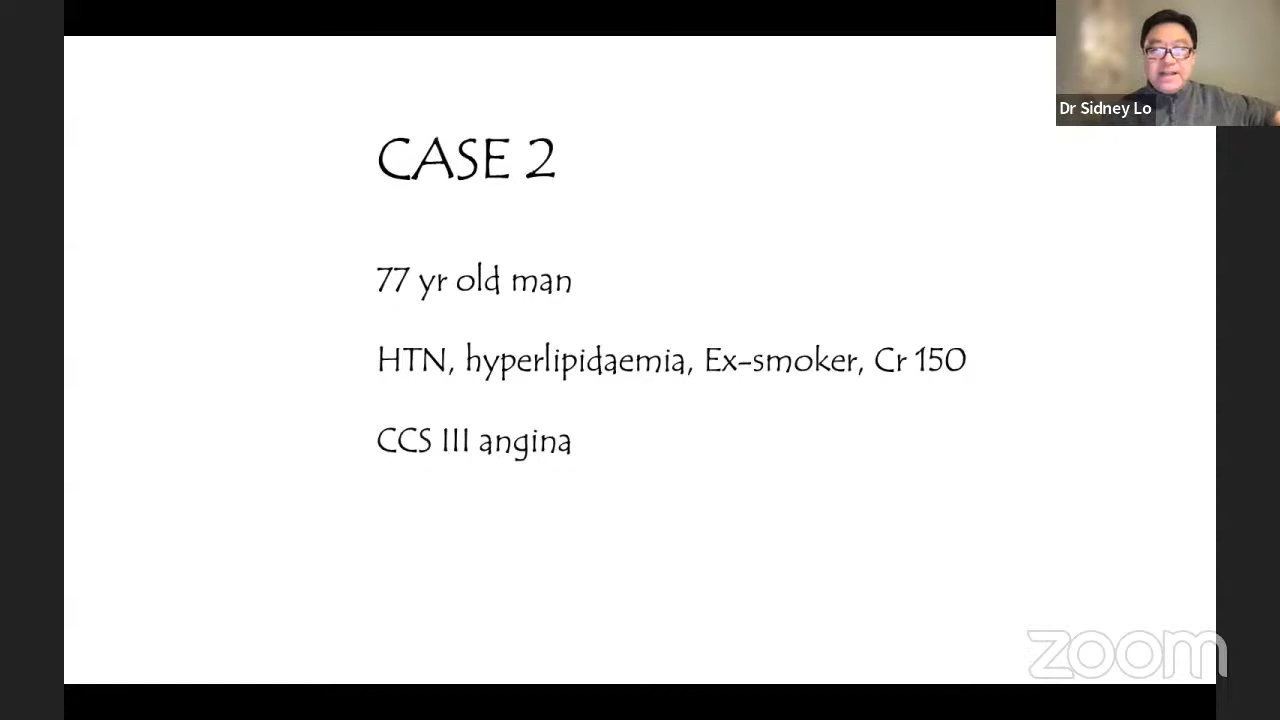 Dr Sidney Lo
CASE 2
77 yr old man
HTN, hyperlipidaemia, Ex-smoker, Cr 150
CCS III angina
zoom